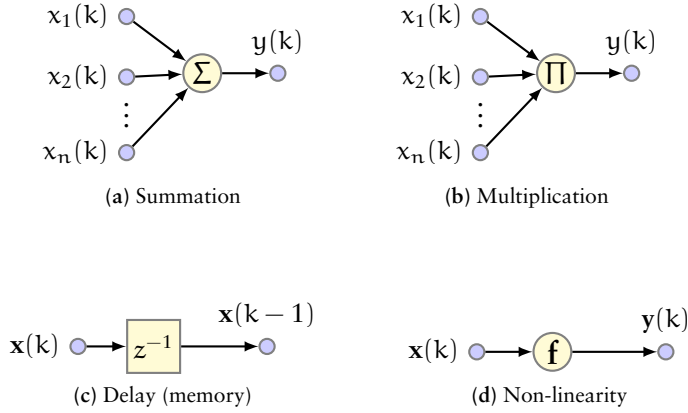 x₁(k)
x₂(k)
⋮
xₙ(k)
Σ
y(k)
(a) Summation
x₁(k)
x₂(k)
⋮
xₙ(k)
Π
y(k)
(b) Multiplication
x(k)
z⁻¹
x(k − 1)
(c) Delay (memory)
x(k)
f
y(k)
(d) Non-linearity